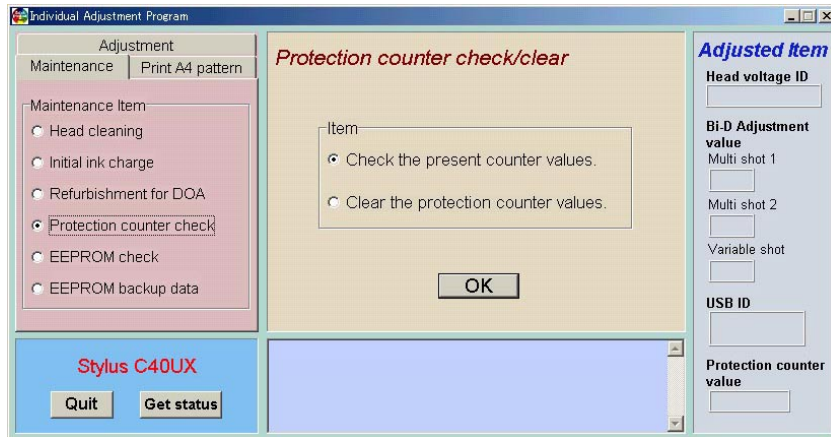 Individual Adjustment Program
Adjustment
Maintenance
Print A4 pattern
Maintenance Item
Head cleaning
Initial ink charge
Refurbishment for DOA
Protection counter check
EEPROM check
EEPROM backup data
Protection counter check/clear
Item
Check the present counter values.
Clear the protection counter values.
OK
Stylus C40UX
Quit
Get status
Adjusted Item
Head voltage ID
Bi-D Adjustment
value
Multi shot 1
Multi shot 2
Variable shot
USB ID
Protection counter
value